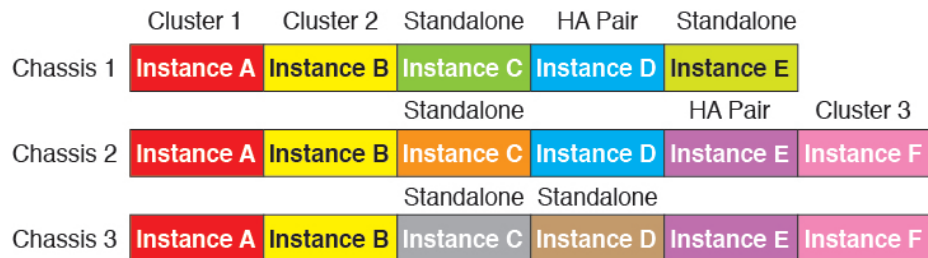 Cluster 1 Cluster 2 Standalone HA Pair Standalone
Chassis 1 Instance A Instance B Instance C Instance D Instance E
Standalone HA Pair Cluster 3
Chassis 2 Instance A Instance B Instance C Instance D Instance E Instance F
Standalone Standalone
Chassis 3 Instance A Instance B Instance C Instance D Instance E Instance F